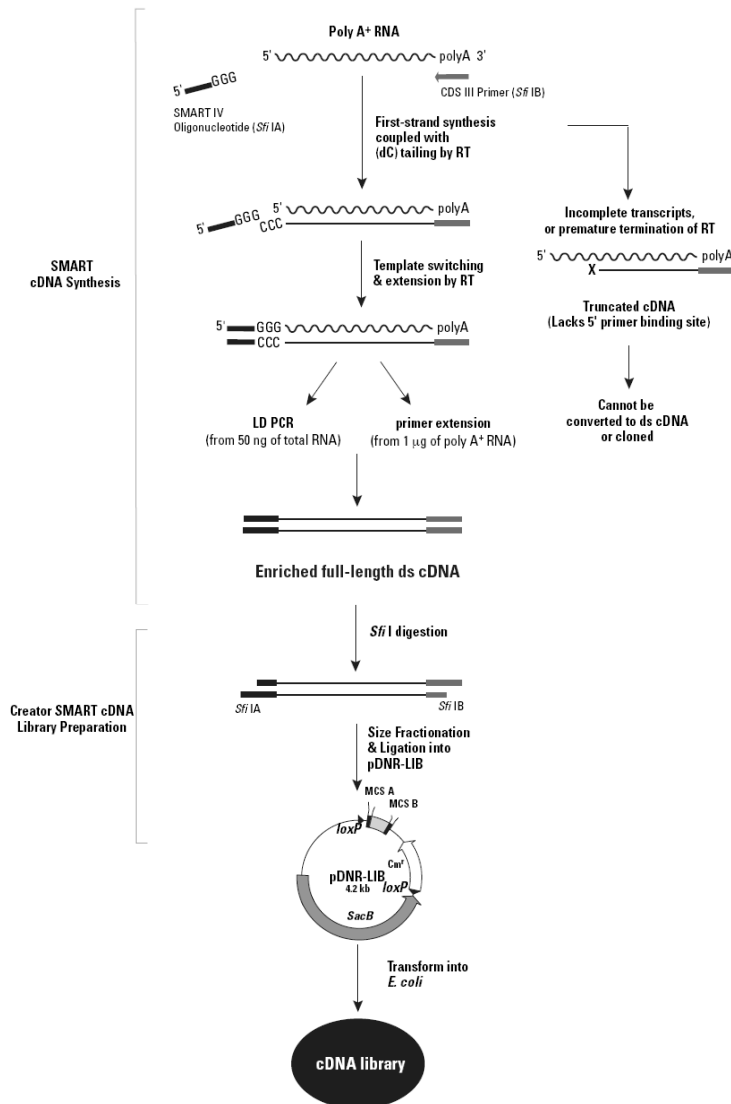 Poly A+ RNA
5'
polyA 3'
GGG
5'
SMART IV
Oligonucleotide (Sfi IA)
CDS III Primer (Sfi IB)
First-strand synthesis
coupled with
(dC) tailing by RT
5'
polyA
GGG
5'
CCC
Incomplete transcripts,
or premature termination of RT
5'
polyA
X
Truncated cDNA
(Lacks 5' primer binding site)
Cannot be
converted to ds cDNA
or cloned
SMART
cDNA Synthesis
Template switching
& extension by RT
5'
GGG
polyA
CCC
LD PCR
(from 50 ng of total RNA)
primer extension
(from 1 µg of poly A+ RNA)
Enriched full-length ds cDNA
Sfi I digestion
Sfi IA
Sfi IB
Creator SMART cDNA
Library Preparation
Size Fractionation
& Ligation into
pDNR-LIB
MCS A
MCS B
loxP
Cmr
pDNR-LIB
4.2 kb
loxP
SacB
Transform into
E. coli
cDNA library